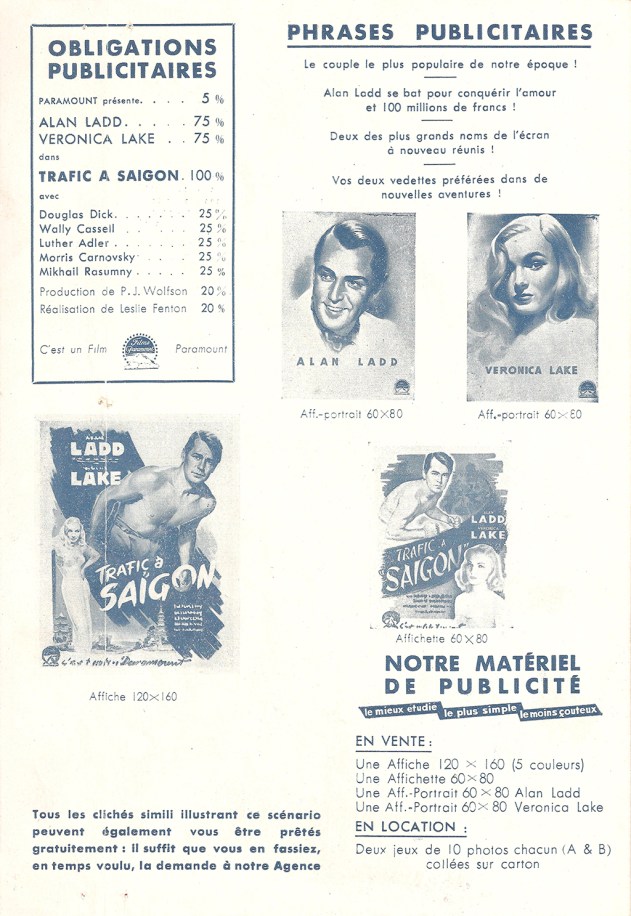 OBLIGATIONS
PUBLICITAIRES
PARAMOUNT présente. . . . 5 %
ALAN LADD. . . . . 75 %
VERONICA LAKE . . 75 %
dans
TRAFIC A SAIGON. 100 %
avec
Douglas Dick. . . . . . . 25 %
Wally Cassell . . . . . . 25 %
Luther Adler . . . . . . . 25 %
Morris Carnovsky . . . . 25 %
Mikhail Rasumny . . . . . 25 %
Production de P. J. Wolfson 20 %
Réalisation de Leslie Fenton 20 %
C'est un Film Films Paramount Paramount
PHRASES PUBLICITAIRES
Le couple le plus populaire de notre époque !
Alan Ladd se bat pour conquérir l'amour
et 100 millions de francs !
Deux des plus grands noms de l'écran
à nouveau réunis !
Vos deux vedettes préférées dans de
nouvelles aventures !
ALAN LADD
Aff.-portrait 60×80
VERONICA LAKE
Aff.-portrait 60×80
ALAN
LADD
LAKE
TRAFIC à
SAÏGON
c'est un film Paramount
Affiche 120×160
LADD
VERONICA
LAKE
"TRAFIC à
SAIGON"
Affichette 60×80
NOTRE MATÉRIEL
DE PUBLICITÉ
le mieux étudié le plus simple le moins coûteux
EN VENTE :
Une Affiche 120 × 160 (5 couleurs)
Une Affichette 60×80
Une Aff.-Portrait 60×80 Alan Ladd
Une Aff.-Portrait 60×80 Veronica Lake
EN LOCATION :
Deux jeux de 10 photos chacun (A & B)
collées sur carton
Tous les clichés simili illustrant ce scénario
peuvent également vous être prêtés
gratuitement : il suffit que vous en fassiez,
en temps voulu, la demande à notre Agence